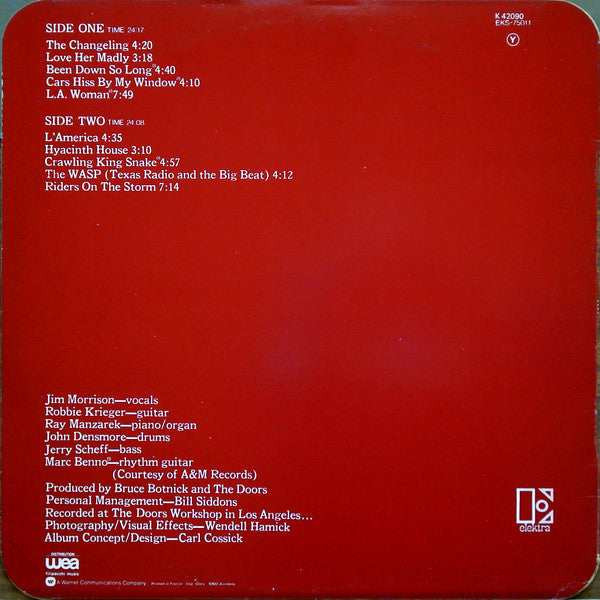 K 42090
EKS-75011
Y
SIDE ONE TIME 24:17
The Changeling 4:20
Love Her Madly 3:18
Been Down So Long 4:40
Cars Hiss By My Window 4:10
L.A. Woman 7:49
SIDE TWO TIME 24:08
L'America 4:35
Hyacinth House 3:10
Crawling King Snake 4:57
The WASP (Texas Radio and the Big Beat) 4:12
Riders On The Storm 7:14
Jim Morrison—vocals
Robbie Krieger—guitar
Ray Manzarek—piano/organ
John Densmore—drums
Jerry Scheff—bass
Marc Benno—rhythm guitar
(Courtesy of A&M Records)
Produced by Bruce Botnick and The Doors
Personal Management—Bill Siddons
Recorded at The Doors Workshop in Los Angeles...
Photography/Visual Effects—Wendell Hamick
Album Concept/Design—Carl Cossick
elektra
DISTRIBUTION
wea
filipacchi music
A Warner Communications Company. Printed in France